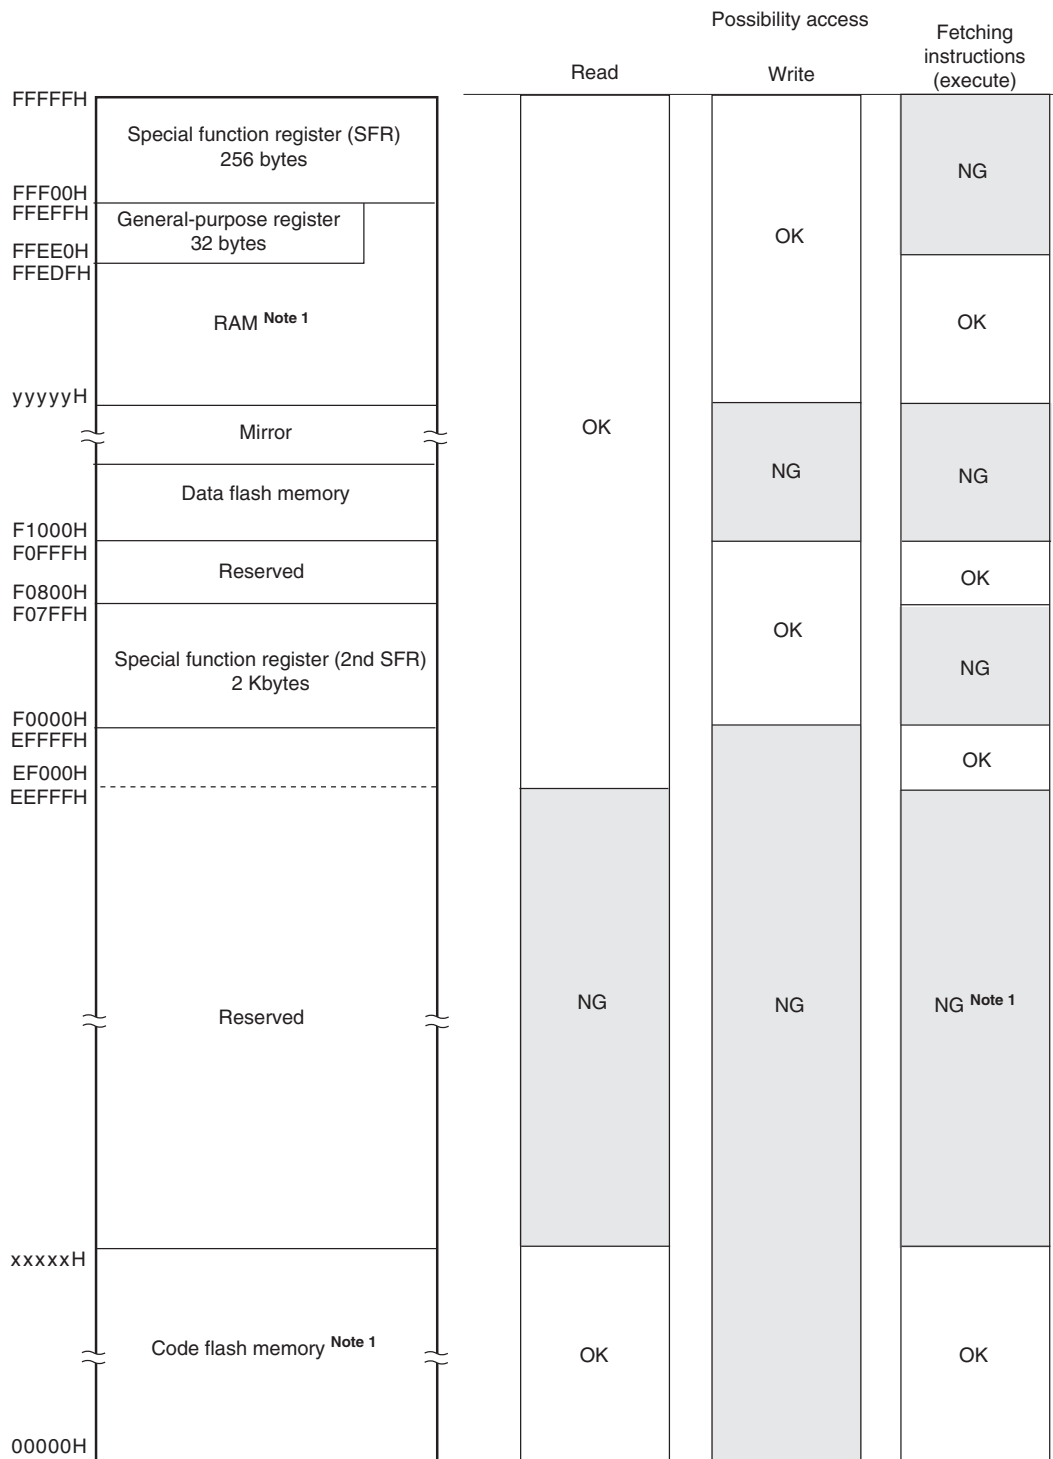 Possibility access
Read
Write
Fetching
instructions
(execute)
FFFFFH
Special function register (SFR)
256 bytes
NG
FFF00H
FFEFFH
General-purpose register
32 bytes
OK
FFEE0H
FFEDFH
RAM Note 1
OK
yyyyyH
Mirror
OK
NG
NG
Data flash memory
F1000H
F0FFFH
Reserved
OK
F0800H
F07FFH
OK
Special function register (2nd SFR)
2 Kbytes
NG
F0000H
EFFFFH
OK
EF000H
EEFFFH
Reserved
NG
NG
NG Note 1
xxxxxH
Code flash memory Note 1
OK
OK
00000H